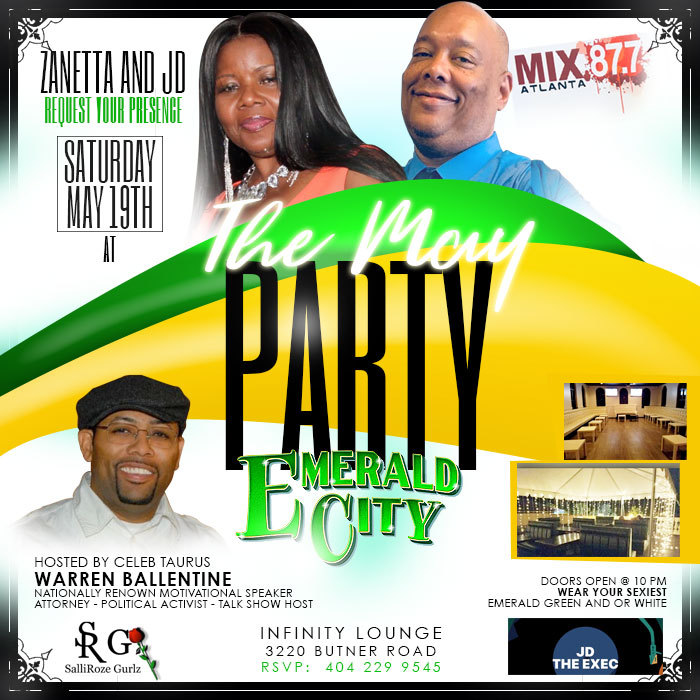 ZANETTA AND JD
REQUEST YOUR PRESENCE
SATURDAY
MAY 19TH
AT
MIX 87.7
ATLANTA
The May
PARTY
EMERALD
CITY
HOSTED BY CELEB TAURUS
WARREN BALLENTINE
NATIONALLY RENOWN MOTIVATIONAL SPEAKER
ATTORNEY - POLITICAL ACTIVIST - TALK SHOW HOST
DOORS OPEN @ 10 PM
WEAR YOUR SEXIEST
EMERALD GREEN AND OR WHITE
SRG
SalliRoze Gurlz
INFINITY LOUNGE
3220 BUTNER ROAD
RSVP: 404 229 9545
JD
THE EXEC